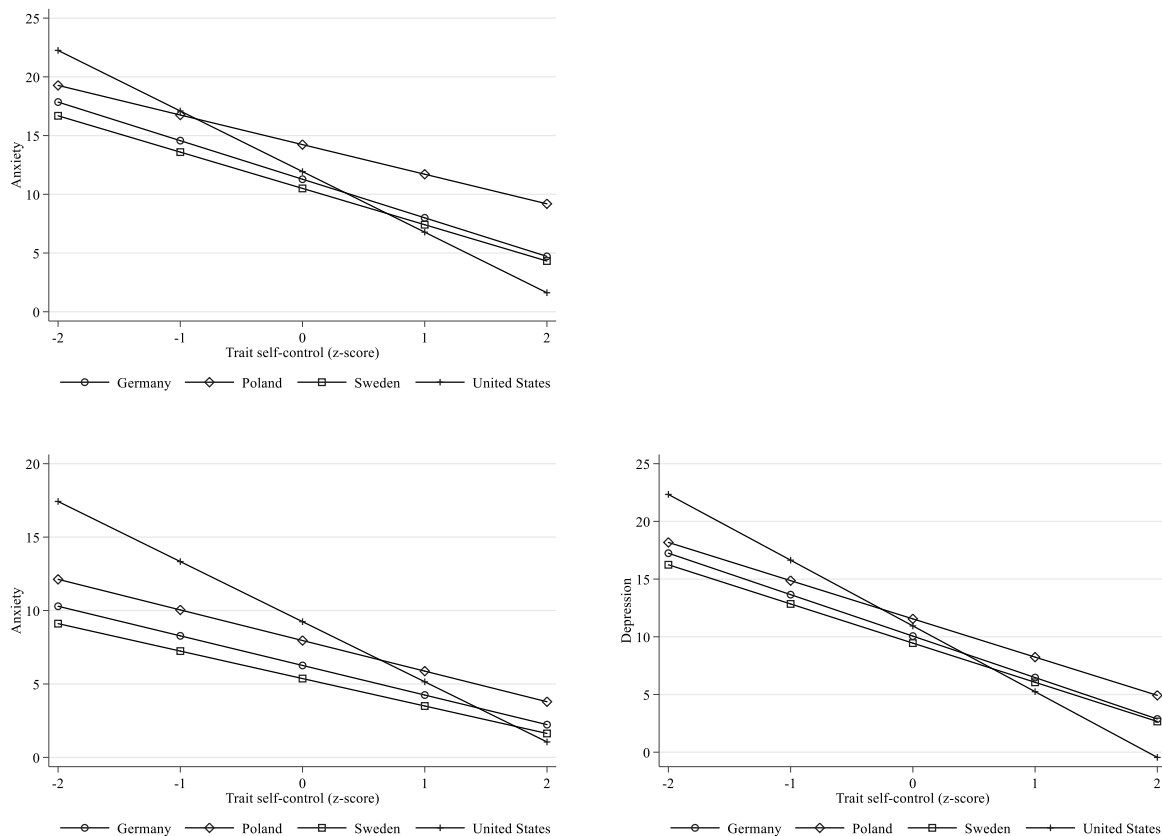 25
20
15
10
5
0
Anxiety
-2 -1 0 1 2
Trait self-control (z-score)
Germany Poland Sweden United States
20
15
10
5
0
Anxiety
-2 -1 0 1 2
Trait self-control (z-score)
Germany Poland Sweden United States
25
20
15
10
5
0
Depression
-2 -1 0 1 2
Trait self-control (z-score)
Germany Poland Sweden United States